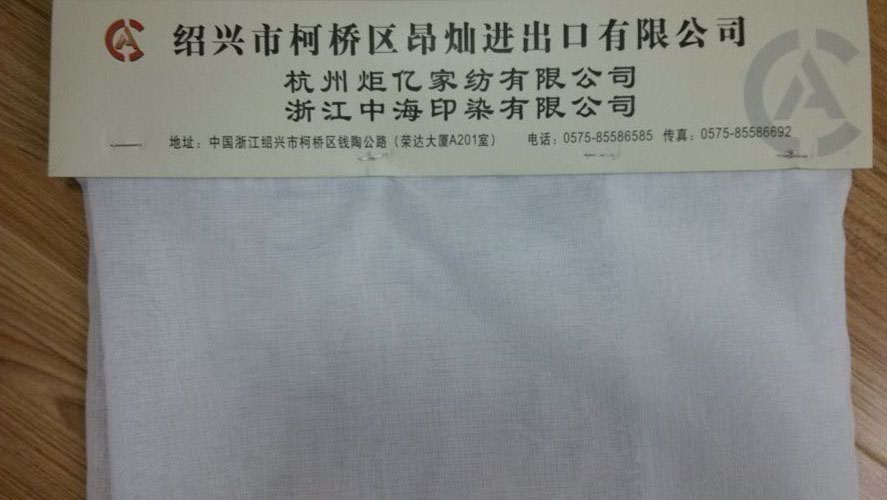 绍兴市柯桥区昂灿进出口有限公司
杭州炬亿家纺有限公司
浙江中海印染有限公司
地址：中国浙江绍兴市柯桥区钱陶公路（荣达大厦A201室） 电话：0575-85586585 传真：0575-85586692